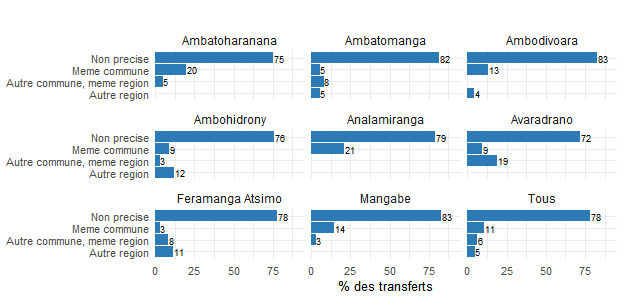 Ambatoharanana Ambatomanga Ambodivoara
Non precise 75 82 83
Meme commune 20 5 13
Autre commune, meme region 5 8
Autre region 5 4
Ambohidrony Analamiranga Avaradrano
Non precise 76 79 72
Meme commune 9 21 9
Autre commune, meme region 3 19
Autre region 12
Feramanga Atsimo Mangabe Tous
Non precise 78 83 78
Meme commune 3 14 11
Autre commune, meme region 8 3 6
Autre region 11 5
0 25 50 75 0 25 50 75 0 25 50 75
% des transferts